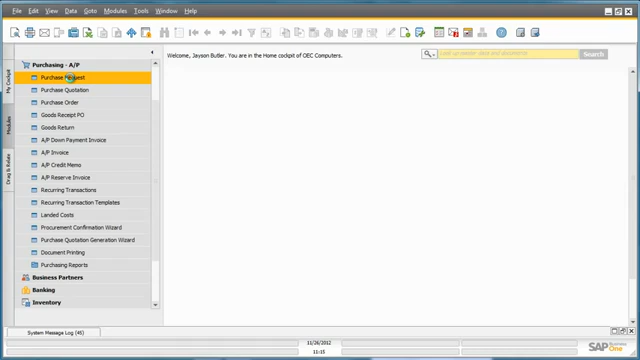 File Edit View Data Goto Modules Tools Window Help
Welcome, Jayson Butler. You are in the Home cockpit of OEC Computers.
Search
My Cockpit
Modules
Drag & Relate
Purchasing - A/P
Purchase Request
Purchase Quotation
Purchase Order
Goods Receipt PO
Goods Return
A/P Down Payment Invoice
A/P Invoice
A/P Credit Memo
A/P Reserve Invoice
Recurring Transactions
Recurring Transaction Templates
Landed Costs
Procurement Confirmation Wizard
Purchase Quotation Generation Wizard
Document Printing
Purchasing Reports
Business Partners
Banking
Inventory
System Message Log (45)
11/26/2012
11:15
SAP Business One